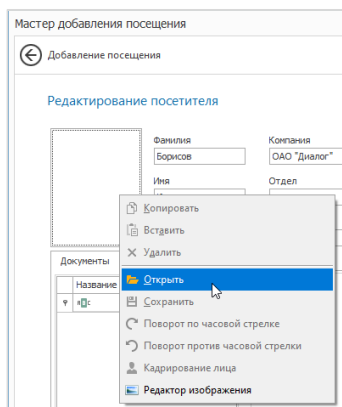 Мастер добавления посещения
Добавление посещения
Редактирование посетителя
Фамилия
Компания
Борисов
ОАО "Диалог"
Имя
Отдел
Копировать
Вставить
Удалить
Документы
Открыть
Название
Сохранить
Поворот по часовой стрелке
Поворот против часовой стрелки
Кадрирование лица
Редактор изображения